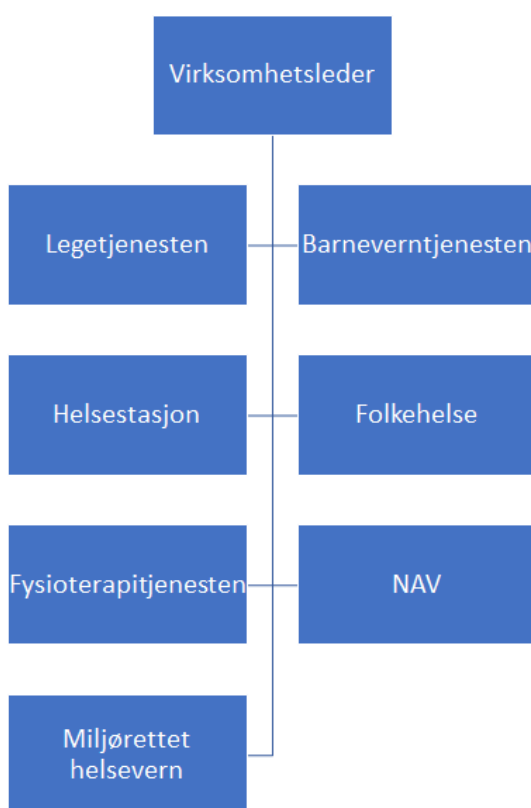 Virksomhetsleder
Legetjenesten
Barneverntjenesten
Helsestasjon
Folkehelse
Fysioterapitjenesten
NAV
Miljørettet
helsevern